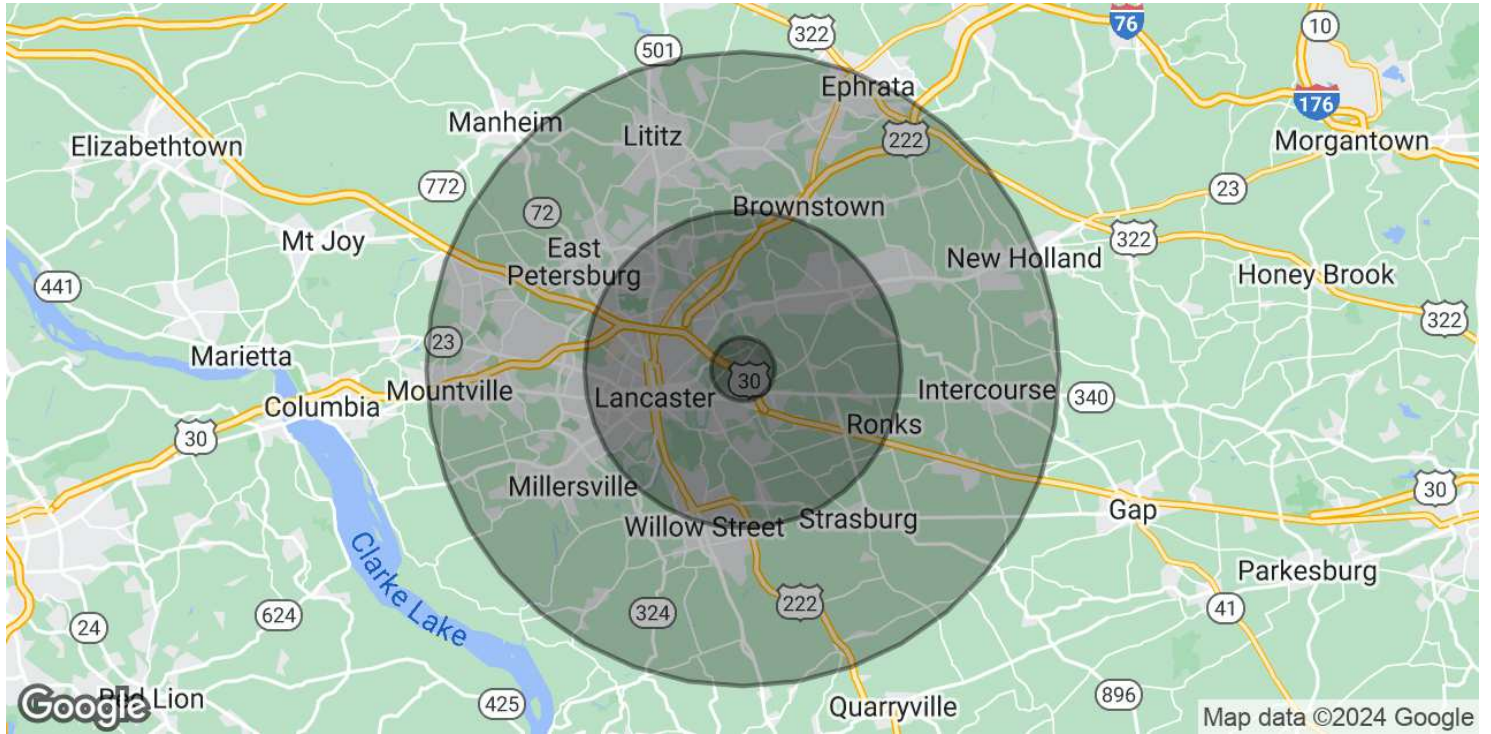 322
76
10
501
Ephrata
176
Manheim
Lititz
222
Elizabethtown
Morgantown
772
23
72
Brownstown
Mt Joy
East
Petersburg
322
New Holland
Honey Brook
441
322
23
Marietta
30
Mountville
Lancaster
Intercourse
340
Columbia
Ronks
30
Millersville
30
Gap
Willow Street
Strasburg
Clarke Lake
Parkesburg
222
41
324
624
24
Red Lion
Google
425
896
Quarryville
Map data ©2024 Google